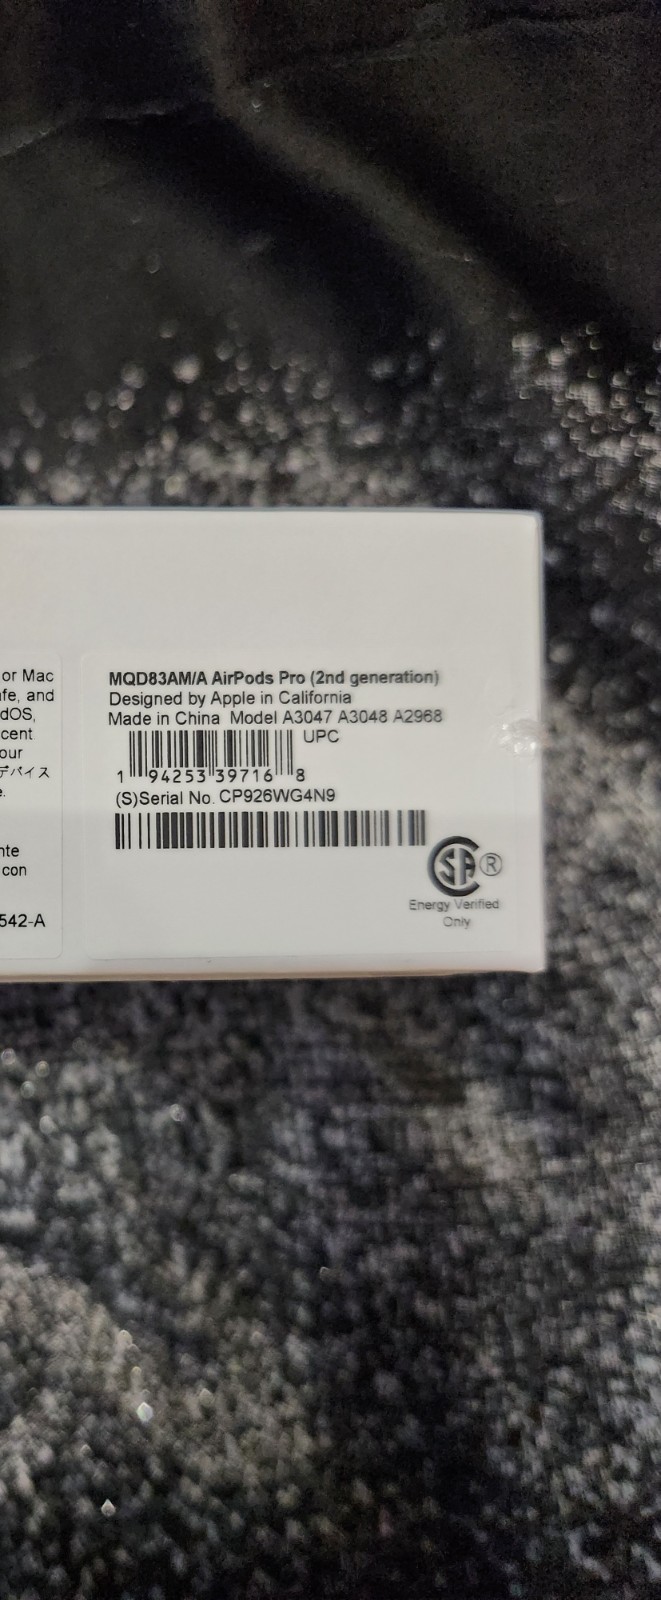 or Mac
afe, and
dOS,
cent
our
デバイス
e.
nte
con
542-A
MQD83AM/A AirPods Pro (2nd generation)
Designed by Apple in California
Made in China Model A3047 A3048 A2968
UPC
1 94253 39716 8
(S)Serial No. CP926WG4N9
SA ®
Energy Verified
Only